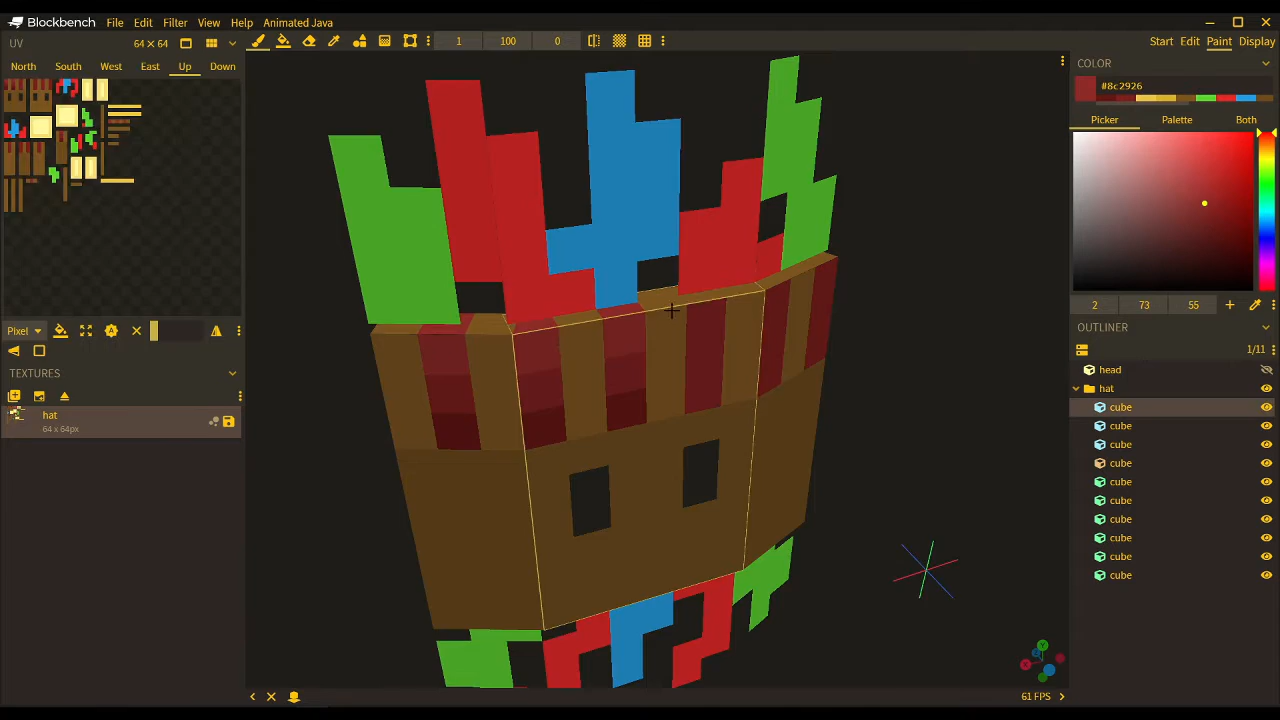 Blockbench File Edit Filter View Help Animated Java
UV 64 × 64 1 100 0 Start Edit Paint Display
North South West East Up Down
COLOR
#8c2926
Picker Palette Both
2 73 55
Pixel
OUTLINER
1/11
TEXTURES
head
hat
hat
64 x 64px
cube
cube
cube
cube
cube
cube
cube
cube
cube
cube
61 FPS